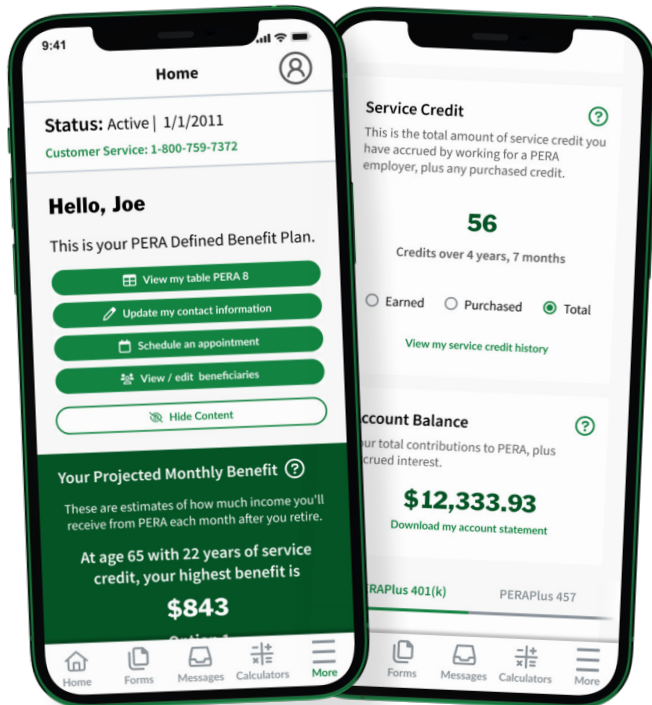 9:41
Home
Status: Active | 1/1/2011
Customer Service: 1-800-759-7372
Hello, Joe
This is your PERA Defined Benefit Plan.
View my table PERA 8
Update my contact information
Schedule an appointment
View / edit beneficiaries
Hide Content
Your Projected Monthly Benefit ?
These are estimates of how much income you'll
receive from PERA each month after you retire.
At age 65 with 22 years of service
credit, your highest benefit is
$843
Home
Forms
Messages
Calculators
More
Service Credit ?
This is the total amount of service credit you
have accrued by working for a PERA
employer, plus any purchased credit.
56
Credits over 4 years, 7 months
Earned
Purchased
Total
View my service credit history
ccount Balance ?
ur total contributions to PERA, plus
crued interest.
$12,333.93
Download my account statement
ERAPlus 401(k)
PERAPlus 457
Forms
Messages
Calculators
More